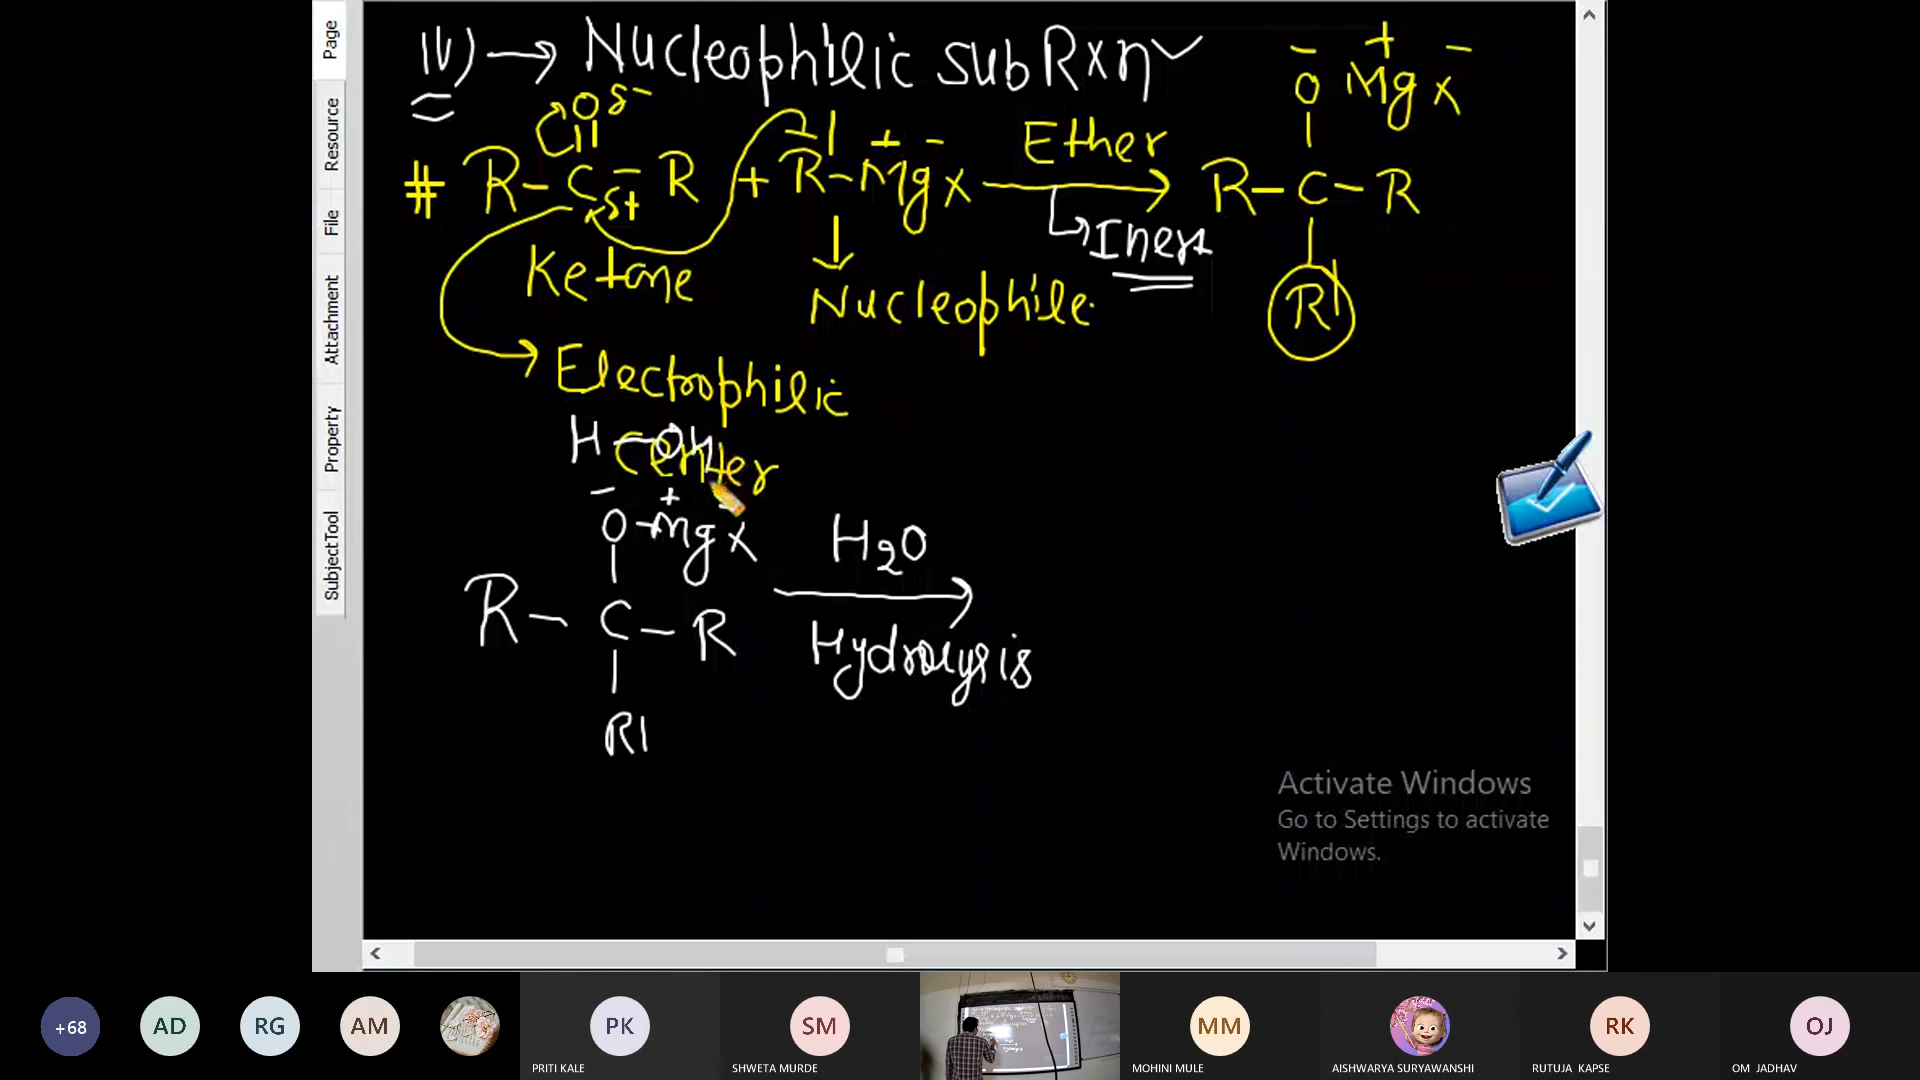 Page
Resource
File
Attachment
Property
SubjectTool
IV) → Nucleophilic sub Rxn ✓
O δ- − + −
O Mg X
# R – C – R + R' – Mg X Ether → R – C – R
δ+ Inert
Ketone
Nucleophile
R'
Electrophilic
Center
H – OH
− +
O – Mg X H2O
R – C – R → Hydrolysis
R'
Activate Windows
Go to Settings to activate
Windows.
+68
AD
RG
AM
PK
SM
MM
RK
OJ
PRITI KALE
SHWETA MURDE
MOHINI MULE
AISHWARYA SURYAWANSHI
RUTUJA KAPSE
OM JADHAV